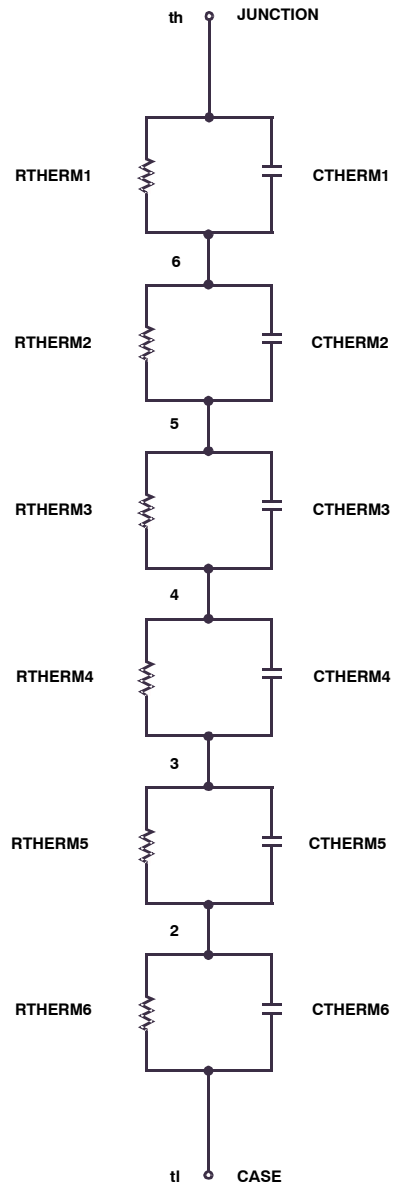 th JUNCTION
RTHERM1 CTHERM1
6
RTHERM2 CTHERM2
5
RTHERM3 CTHERM3
4
RTHERM4 CTHERM4
3
RTHERM5 CTHERM5
2
RTHERM6 CTHERM6
tl CASE